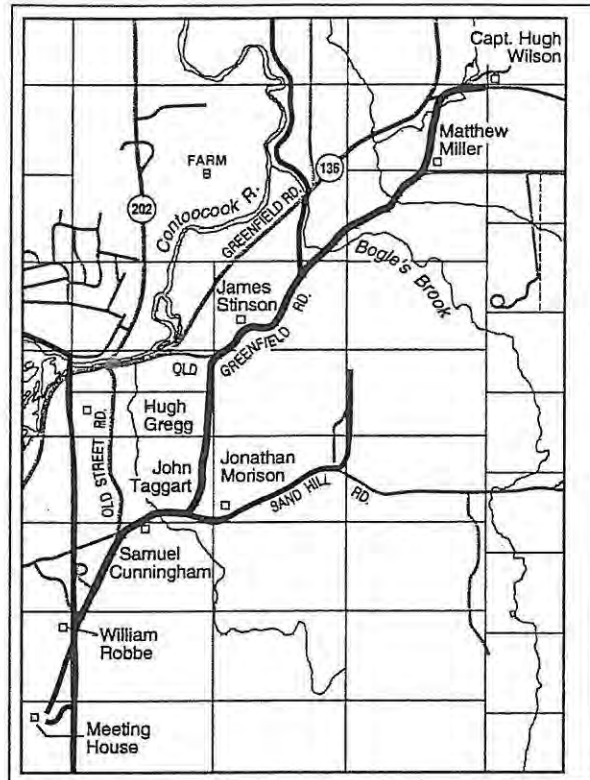 Capt. Hugh
Wilson
Matthew
Miller
135
FARM
B
202
Contoocook R.
GREENFIELD RD.
Bogle's Brook
James
Stinson
OLD
GREENFIELD
RD.
OLD STREET RD.
Hugh
Gregg
John
Taggart
Jonathan
Morison
SAND HILL
RD.
Samuel
Cunningham
William
Robbe
Meeting
House